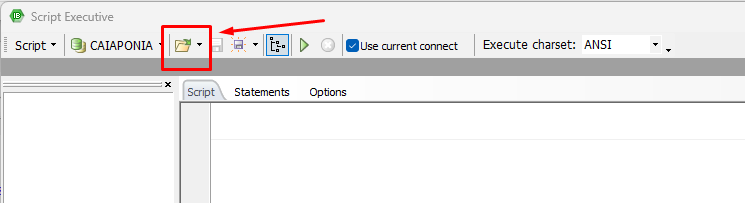 Script Executive
Script CAIAPONIA Use current connect Execute charset: ANSI
Script Statements Options